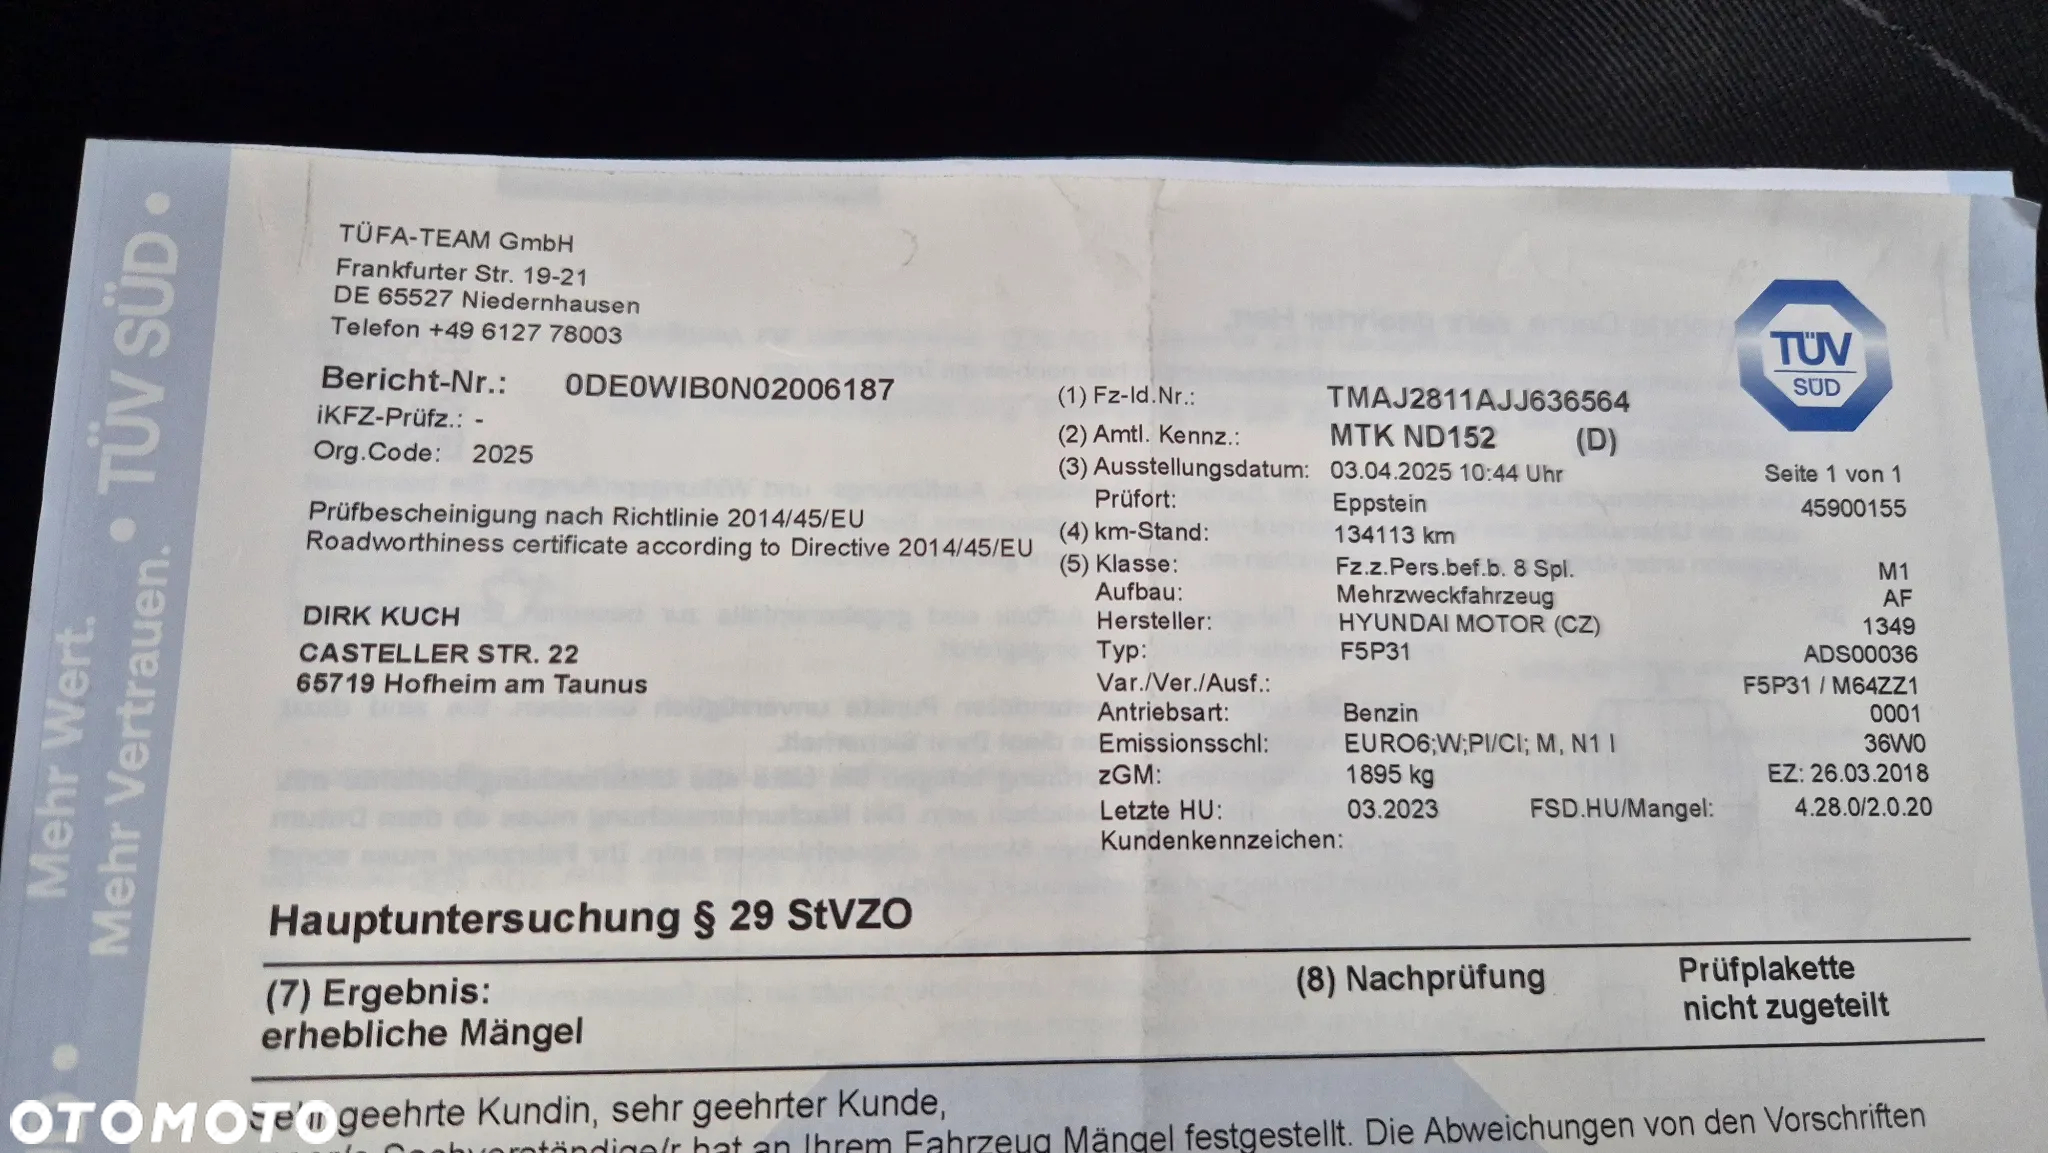 TÜFA-TEAM GmbH
Frankfurter Str. 19-21
DE 65527 Niedernhausen
Telefon +49 6127 78003
Bericht-Nr.: 0DE0WIB0N02006187
iKFZ-Prüfz.: -
Org.Code: 2025
Prüfbescheinigung nach Richtlinie 2014/45/EU
Roadworthiness certificate according to Directive 2014/45/EU
DIRK KUCH
CASTELLER STR. 22
65719 Hofheim am Taunus
TÜV
SÜD
(1) Fz-Id.Nr.: TMAJ2811AJJ636564
(2) Amtl. Kennz.: MTK ND152 (D)
(3) Ausstellungsdatum: 03.04.2025 10:44 Uhr Seite 1 von 1
Prüfort: Eppstein 45900155
(4) km-Stand: 134113 km
(5) Klasse: Fz.z.Pers.bef.b. 8 Spl. M1
Aufbau: Mehrzweckfahrzeug AF
Hersteller: HYUNDAI MOTOR (CZ) 1349
Typ: F5P31 ADS00036
Var./Ver./Ausf.: F5P31 / M64ZZ1
Antriebsart: Benzin 0001
Emissionsschl: EURO6;W;PI/CI; M, N1 I 36W0
zGM: 1895 kg EZ: 26.03.2018
Letzte HU: 03.2023 FSD.HU/Mangel: 4.28.0/2.0.20
Kundenkennzeichen:
Hauptuntersuchung § 29 StVZO
(7) Ergebnis: (8) Nachprüfung Prüfplakette
erhebliche Mängel nicht zugeteilt
Sehr geehrte Kundin, sehr geehrter Kunde,
hat an Ihrem Fahrzeug Mängel festgestellt. Die Abweichungen von den Vorschriften
Mehr Wert.
Mehr Vertrauen. • TÜV SÜD •
OTOMOTO